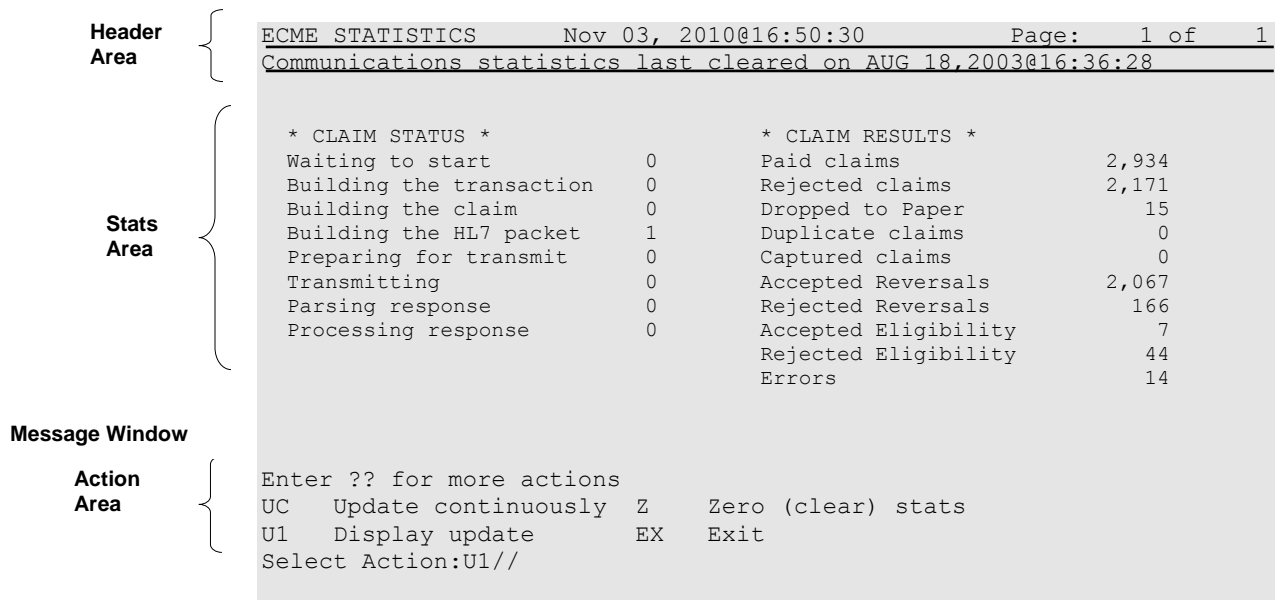 Header
Area
ECME STATISTICS Nov 03, 2010@16:50:30 Page: 1 of 1
Communications statistics last cleared on AUG 18,2003@16:36:28
Stats
Area
* CLAIM STATUS * * CLAIM RESULTS *
Waiting to start 0 Paid claims 2,934
Building the transaction 0 Rejected claims 2,171
Building the claim 0 Dropped to Paper 15
Building the HL7 packet 1 Duplicate claims 0
Preparing for transmit 0 Captured claims 0
Transmitting 0 Accepted Reversals 2,067
Parsing response 0 Rejected Reversals 166
Processing response 0 Accepted Eligibility 7
Rejected Eligibility 44
Errors 14
Message Window
Action
Area
Enter ?? for more actions
UC Update continuously Z Zero (clear) stats
U1 Display update EX Exit
Select Action:U1//